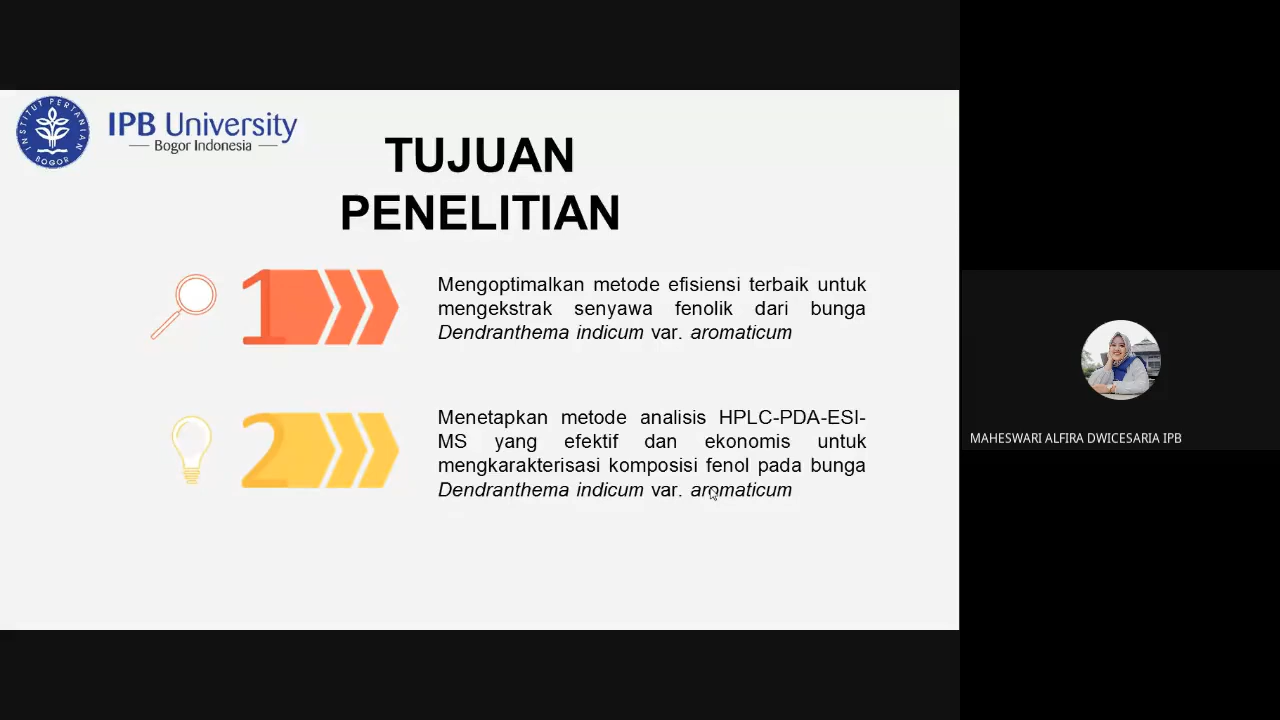 INSTITUT PERTANIAN BOGOR
IPB University
Bogor Indonesia
TUJUAN
PENELITIAN
1
Mengoptimalkan metode efisiensi terbaik untuk
mengekstrak senyawa fenolik dari bunga
Dendranthema indicum var. aromaticum
2
Menetapkan metode analisis HPLC-PDA-ESI-
MS yang efektif dan ekonomis untuk
mengkarakterisasi komposisi fenol pada bunga
Dendranthema indicum var. aromaticum
MAHESWARI ALFIRA DWICESARIA IPB